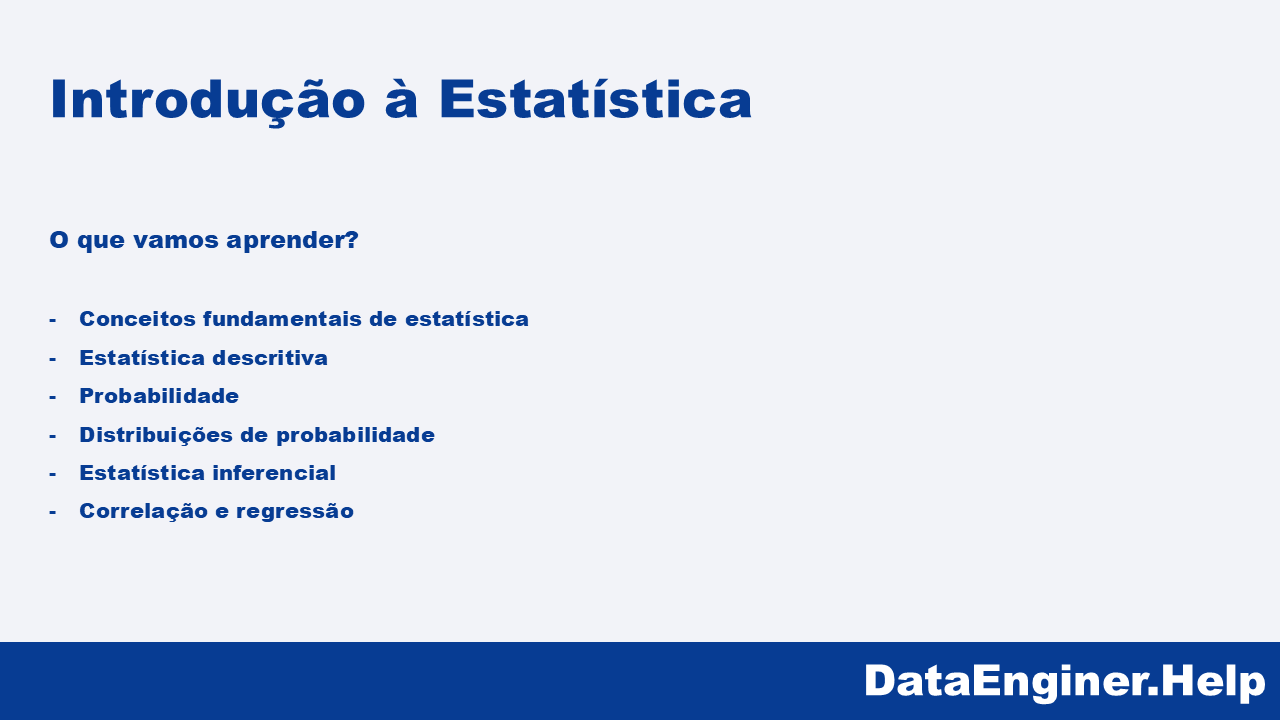 Introdução à Estatística
O que vamos aprender?
- Conceitos fundamentais de estatística
- Estatística descritiva
- Probabilidade
- Distribuições de probabilidade
- Estatística inferencial
- Correlação e regressão
DataEnginer.Help